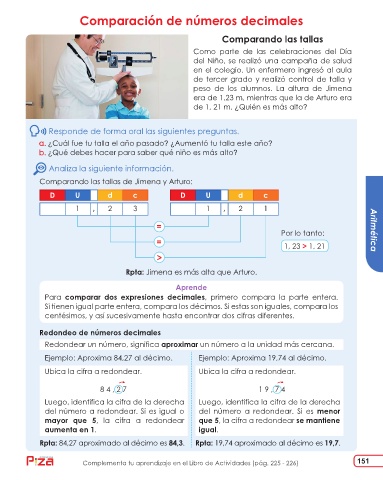 Comparación de números decimales
Comparando las tallas
Como parte de las celebraciones del Día
del Niño, se realizó una campaña de salud
en el colegio. Un enfermero ingresó al aula
de tercer grado y realizó control de talla y
peso de los alumnos. La altura de Jimena
era de 1,23 m, mientras que la de Arturo era
de 1, 21 m. ¿Quién es más alto?
Responde de forma oral las siguientes preguntas.
a. ¿Cuál fue tu talla el año pasado? ¿Aumentó tu talla este año?
b. ¿Qué debes hacer para saber qué niño es más alto?
Analiza la siguiente información.
Comparando las tallas de Jimena y Arturo:
D U d c D U d c
1 , 2 3 1 , 2 1
=
=
>
Por lo tanto:
1, 23 > 1, 21
Rpta: Jimena es más alta que Arturo.
Aprende
Para comparar dos expresiones decimales, primero compara la parte entera.
Si tienen igual parte entera, compara los décimos. Si estas son iguales, compara los
centésimos, y así sucesivamente hasta encontrar dos cifras diferentes.
Redondeo de números decimales
Redondear un número, significa aproximar un número a la unidad más cercana.
Ejemplo: Aproxima 84,27 al décimo.
Ubica la cifra a redondear.
8 4 , 2 7
Luego, identifica la cifra de la derecha
del número a redondear. Si es igual o
mayor que 5, la cifra a redondear
aumenta en 1.
Rpta: 84,27 aproximado al décimo es 84,3.
Ejemplo: Aproxima 19,74 al décimo.
Ubica la cifra a redondear.
1 9 , 7 4
Luego, identifica la cifra de la derecha
del número a redondear. Si es menor
que 5, la cifra a redondear se mantiene
igual.
Rpta: 19,74 aproximado al décimo es 19,7.
Aritmética
Complementa tu aprendizaje en el Libro de Actividades (pág. 225 - 226)
151